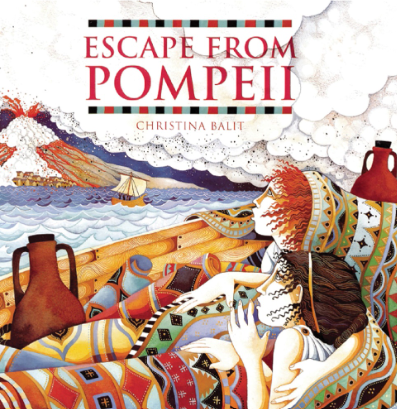 ESCAPE FROM
POMPEII
CHRISTINA BALIT